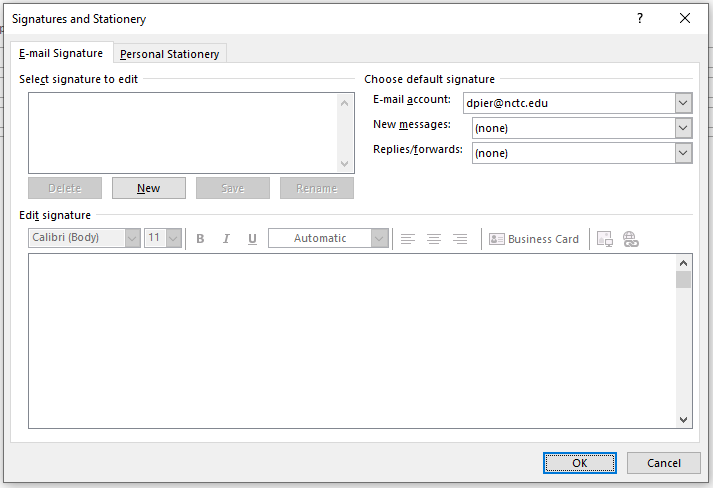 Signatures and Stationery ?
E-mail Signature Personal Stationery
Select signature to edit
Choose default signature
E-mail account: dpier@nctc.edu
New messages: (none)
Replies/forwards: (none)
Delete New Save Rename
Edit signature
Calibri (Body) 11 B I U Automatic Business Card
OK Cancel